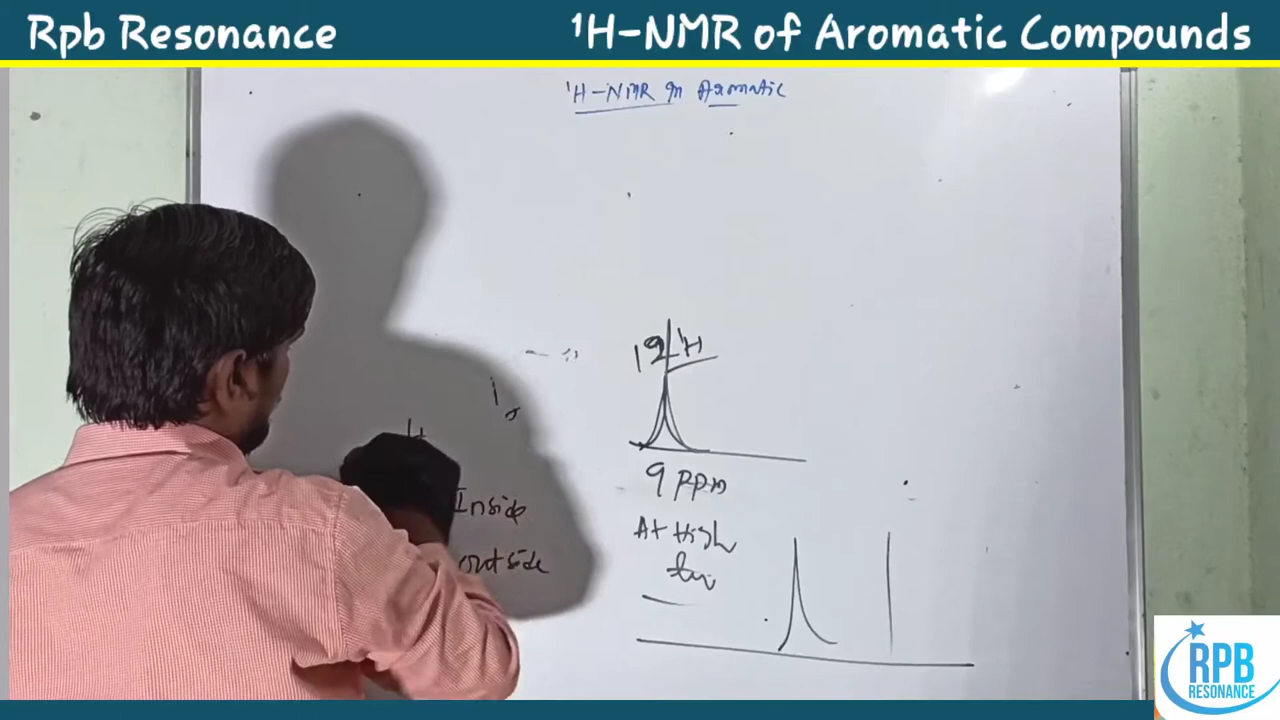 Rpb Resonance
¹H-NMR of Aromatic Compounds
¹H-NMR in Aromatic
H
9 ppm
At High
Inside
outside
RPB
RESONANCE